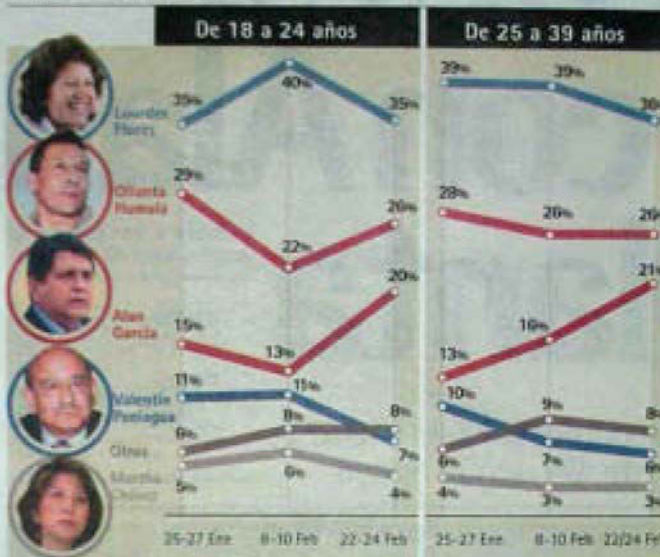 De 18 a 24 años
De 25 a 39 años
Lourdes
Flores
35%
40%
35%
39%
39%
36%
Ollanta
Humala
29%
22%
26%
28%
26%
26%
Alan
García
15%
13%
20%
13%
16%
21%
Valentín
Paniagua
11%
11%
7%
10%
7%
6%
Otros
6%
8%
8%
6%
9%
8%
Martha
Chávez
5%
6%
4%
4%
3%
3%
25-27 Ene
8-10 Feb
22-24 Feb
25-27 Ene
8-10 Feb
22/24 Feb